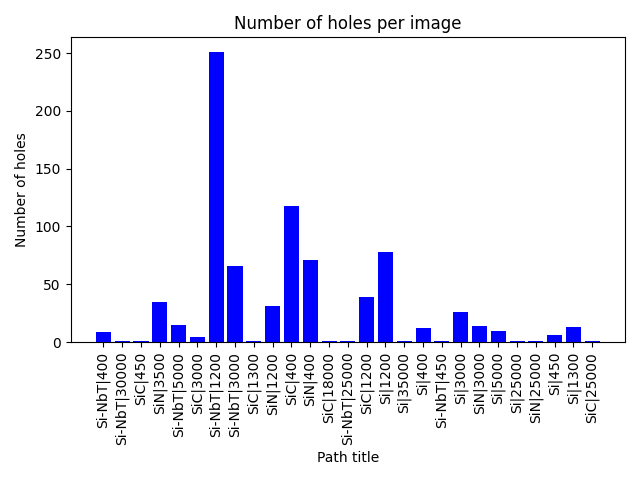 Number of holes per image
Number of holes
250
200
150
100
50
0
Si-NbT|400
Si-NbT|30000
SiC|450
SiN|3500
Si-NbT|5000
SiC|3000
Si-NbT|1200
Si-NbT|3000
SiC|1300
SiN|1200
SiC|400
SiN|400
SiC|18000
Si-NbT|25000
SiC|1200
Si|1200
Si|35000
Si|400
Si-NbT|450
Si|3000
SiN|3000
Si|5000
Si|25000
SiN|25000
Si|450
Si|1300
SiC|25000
Path title